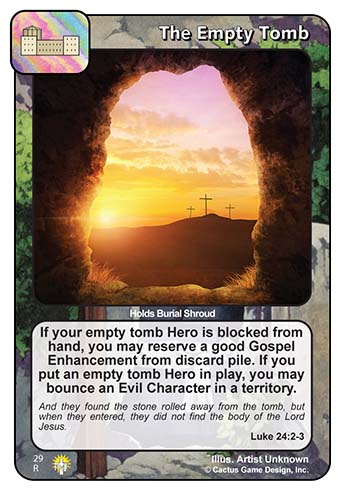 The Empty Tomb
Holds Burial Shroud
If your empty tomb Hero is blocked from
hand, you may reserve a good Gospel
Enhancement from discard pile. If you
put an empty tomb Hero in play, you may
bounce an Evil Character in a territory.
And they found the stone rolled away from the tomb, but
when they entered, they did not find the body of the Lord
Jesus.
Luke 24:2-3
29
R
Illus. Artist Unknown
© Cactus Game Design, Inc.